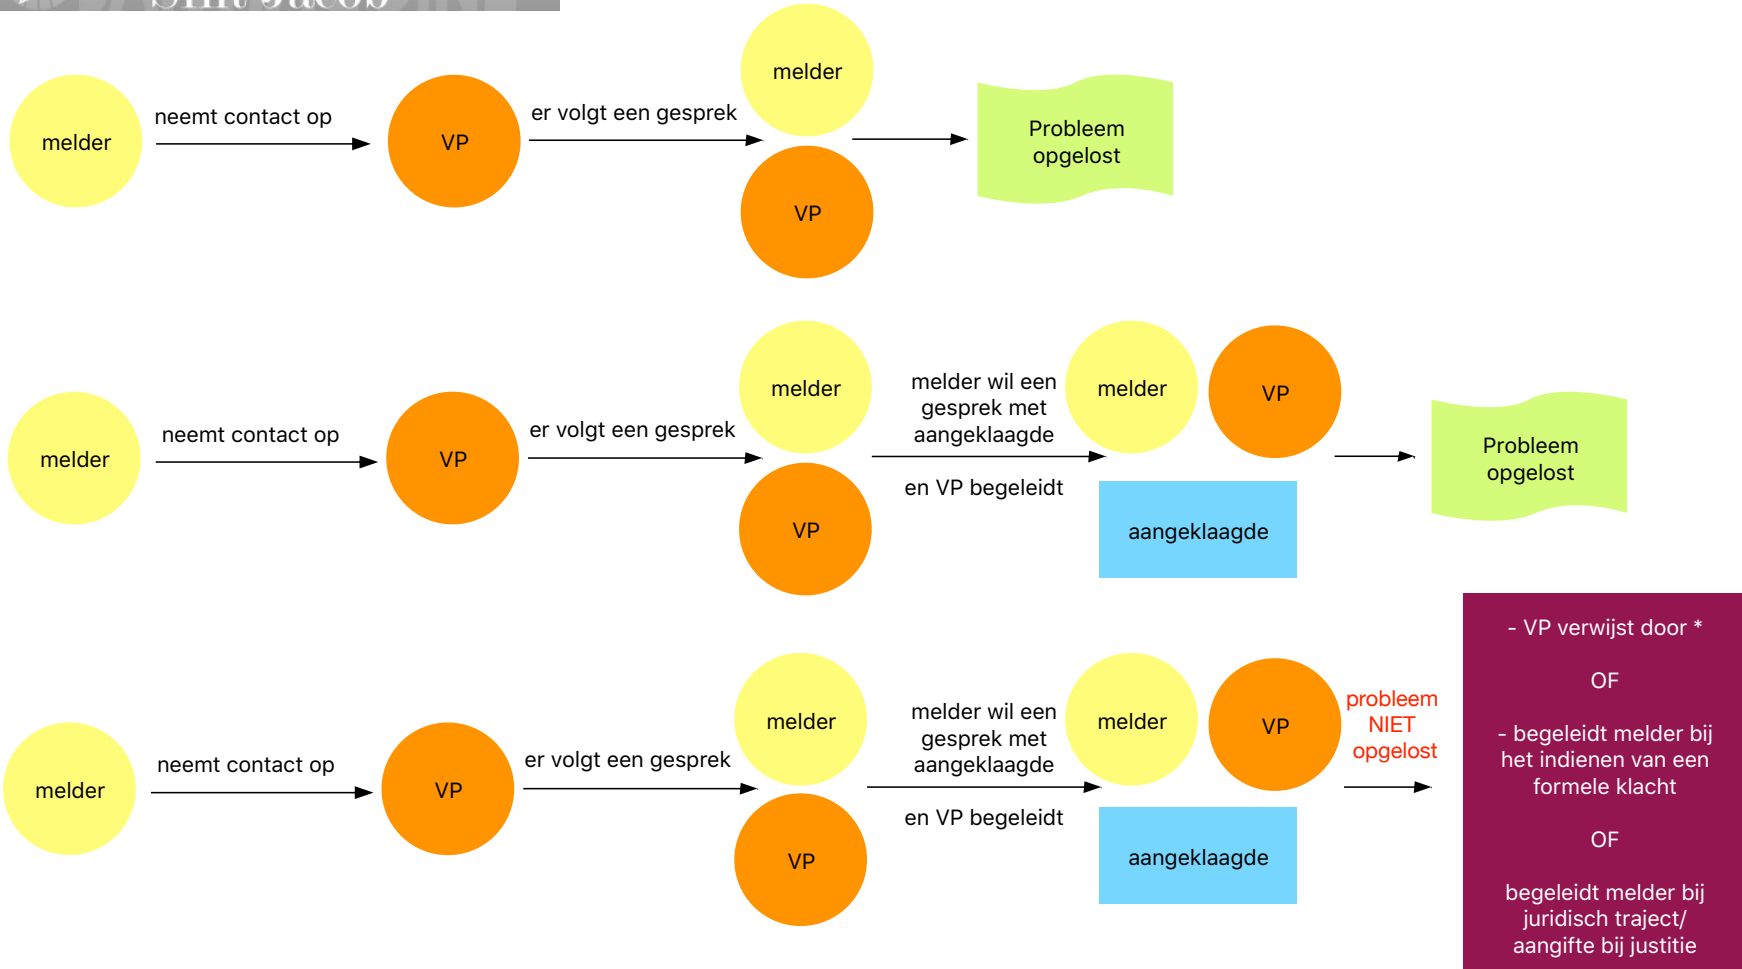 Sint Jacob
melder
neemt contact op
VP
er volgt een gesprek
melder
VP
Probleem
opgelost
melder
neemt contact op
VP
er volgt een gesprek
melder
VP
melder wil een
gesprek met
aangeklaagde
en VP begeleidt
melder
VP
aangeklaagde
Probleem
opgelost
melder
neemt contact op
VP
er volgt een gesprek
melder
VP
melder wil een
gesprek met
aangeklaagde
en VP begeleidt
melder
VP
aangeklaagde
probleem
NIET
opgelost
- VP verwijst door *
OF
- begeleidt melder bij
het indienen van een
formele klacht
OF
begeleidt melder bij
juridisch traject/
aangifte bij justitie